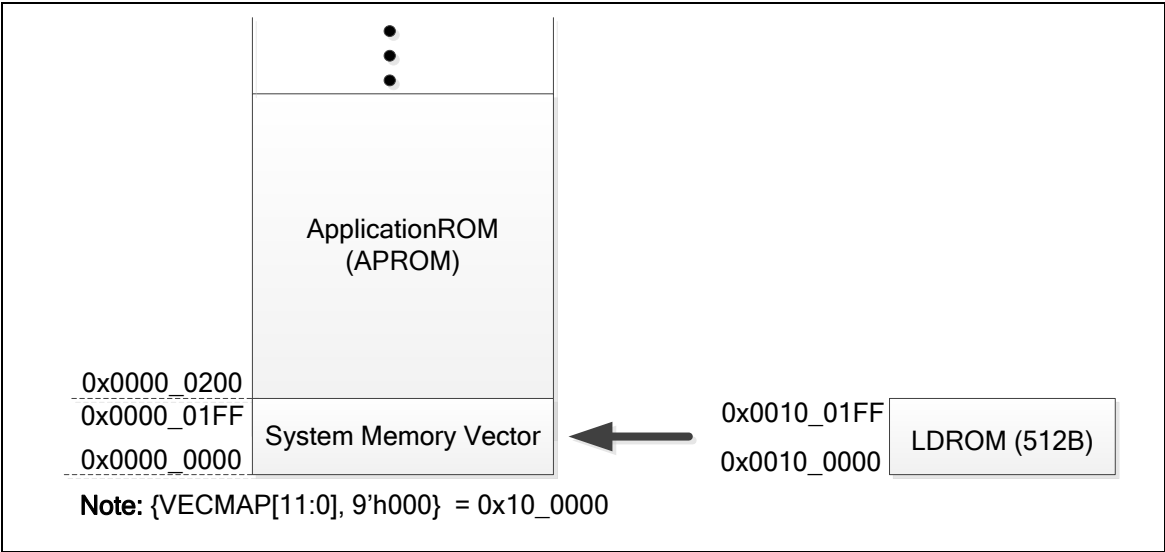 ApplicationROM
(APROM)
0x0000_0200
0x0000_01FF
System Memory Vector
0x0000_0000
0x0010_01FF
LDROM (512B)
0x0010_0000
Note: {VECMAP[11:0], 9’h000}  = 0x10_0000